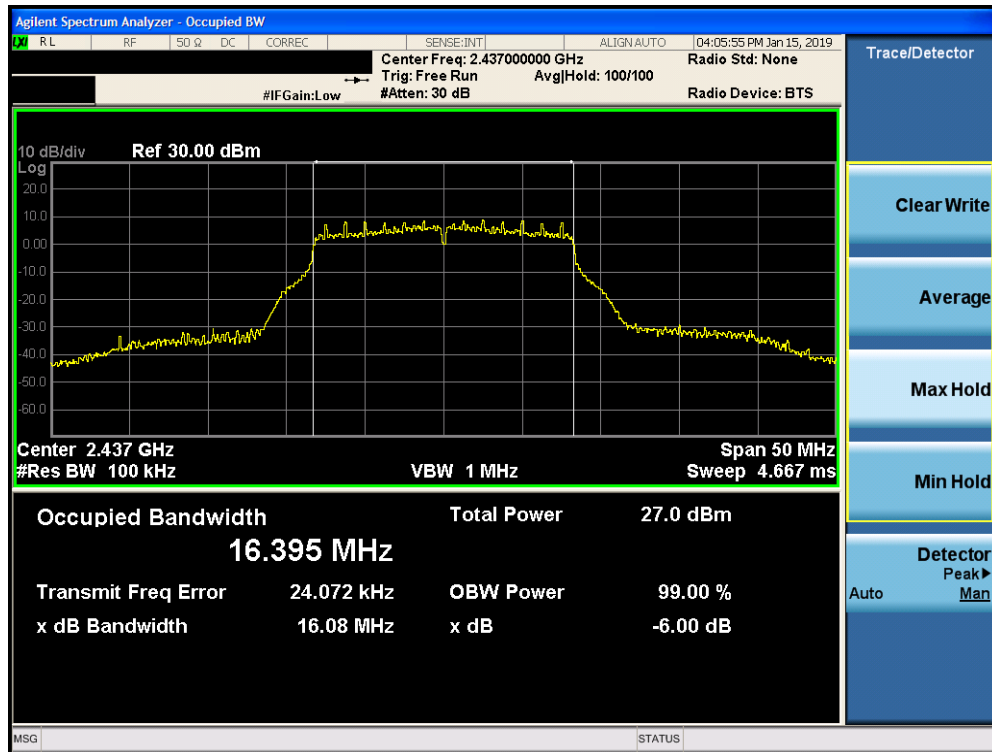 Agilent Spectrum Analyzer - Occupied BW
LXI RL RF 50 Ω DC CORREC SENSE:INT ALIGN AUTO 04:05:55 PM Jan 15, 2019
Center Freq: 2.437000000 GHz Radio Std: None
Trig: Free Run Avg|Hold: 100/100
#IFGain:Low #Atten: 30 dB Radio Device: BTS
Trace/Detector
10 dB/div Ref 30.00 dBm
Log
20.0
10.0
0.00
-10.0
-20.0
-30.0
-40.0
-50.0
-60.0
Center 2.437 GHz Span 50 MHz
#Res BW 100 kHz VBW 1 MHz Sweep 4.667 ms
Occupied Bandwidth Total Power 27.0 dBm
16.395 MHz
Transmit Freq Error 24.072 kHz OBW Power 99.00 %
x dB Bandwidth 16.08 MHz x dB -6.00 dB
Clear Write
Average
Max Hold
Min Hold
Detector
Peak▶
Auto Man
MSG STATUS